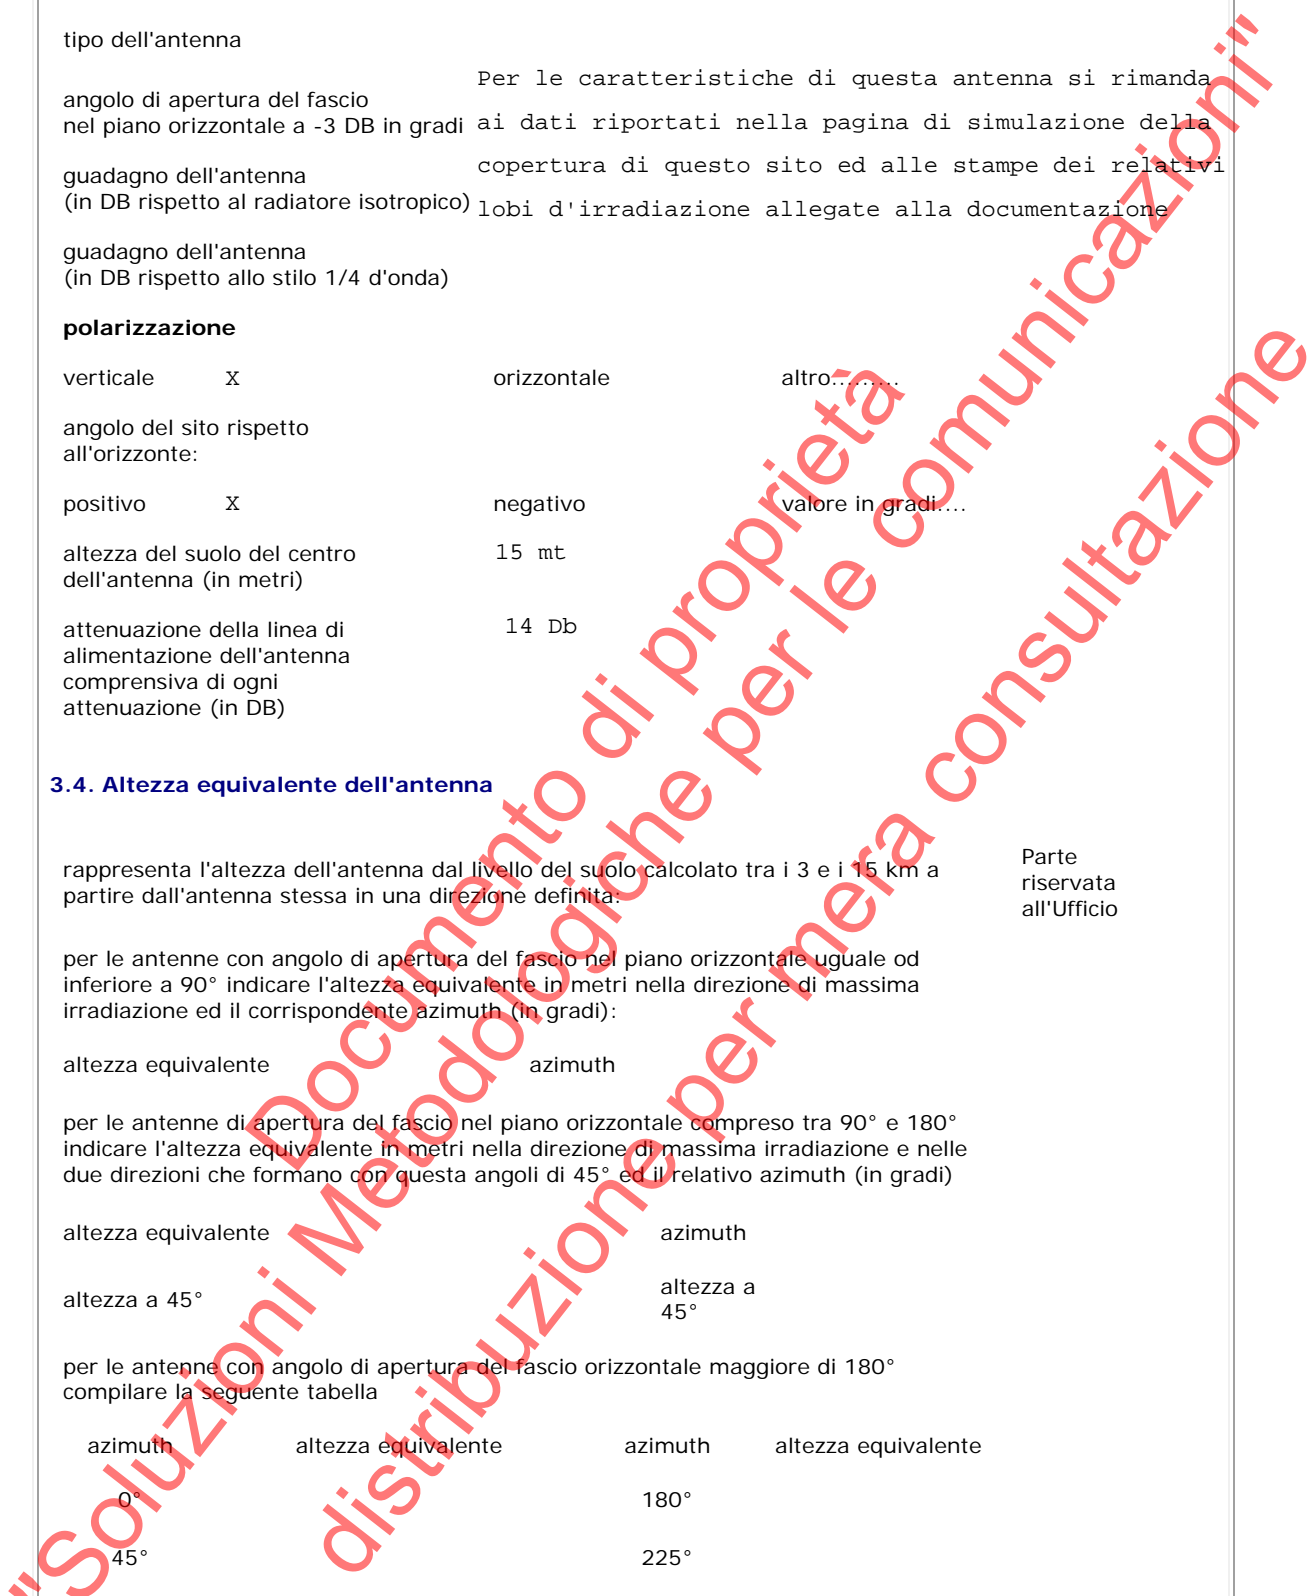 tipo dell'antenna
angolo di apertura del fascio
nel piano orizzontale a -3 DB in gradi
guadagno dell'antenna
(in DB rispetto al radiatore isotropico)
Per le caratteristiche di questa antenna si rimanda
ai dati riportati nella pagina di simulazione della
copertura di questo sito ed alle stampe dei relativi
lobi d'irradiazione allegate alla documentazione
guadagno dell'antenna
(in DB rispetto allo stilo 1/4 d'onda)
polarizzazione
verticale X orizzontale altro.........
angolo del sito rispetto
all'orizzonte:
positivo X negativo valore in gradi....
altezza del suolo del centro
dell'antenna (in metri)
15 mt
attenuazione della linea di
alimentazione dell'antenna
comprensiva di ogni
attenuazione (in DB)
14 Db
3.4. Altezza equivalente dell'antenna
rappresenta l'altezza dell'antenna dal livello del suolo calcolato tra i 3 e i 15 km a
partire dall'antenna stessa in una direzione definita:
Parte
riservata
all'Ufficio
per le antenne con angolo di apertura del fascio nel piano orizzontale uguale od
inferiore a 90° indicare l'altezza equivalente in metri nella direzione di massima
irradiazione ed il corrispondente azimuth (in gradi):
altezza equivalente azimuth
per le antenne di apertura del fascio nel piano orizzontale compreso tra 90° e 180°
indicare l'altezza equivalente in metri nella direzione di massima irradiazione e nelle
due direzioni che formano con questa angoli di 45° ed il relativo azimuth (in gradi)
altezza equivalente azimuth
altezza a 45°
altezza a
45°
per le antenne con angolo di apertura del fascio orizzontale maggiore di 180°
compilare la seguente tabella
azimuth altezza equivalente azimuth altezza equivalente
0° 180°
45° 225°
Documento di proprietà
"Soluzioni Metodologiche per le comunicazioni"
distribuzione per mera consultazione